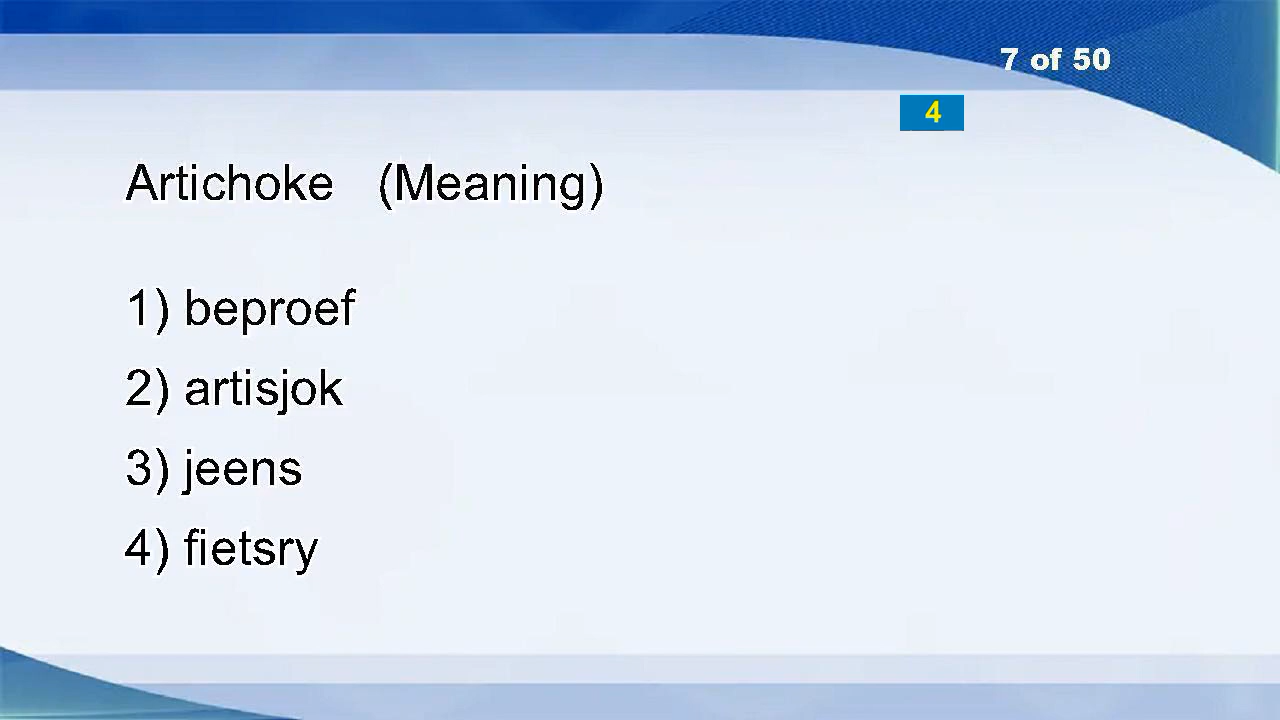 7 of 50
4
Artichoke (Meaning)
1) beproef
2) artisjok
3) jeens
4) fietsry